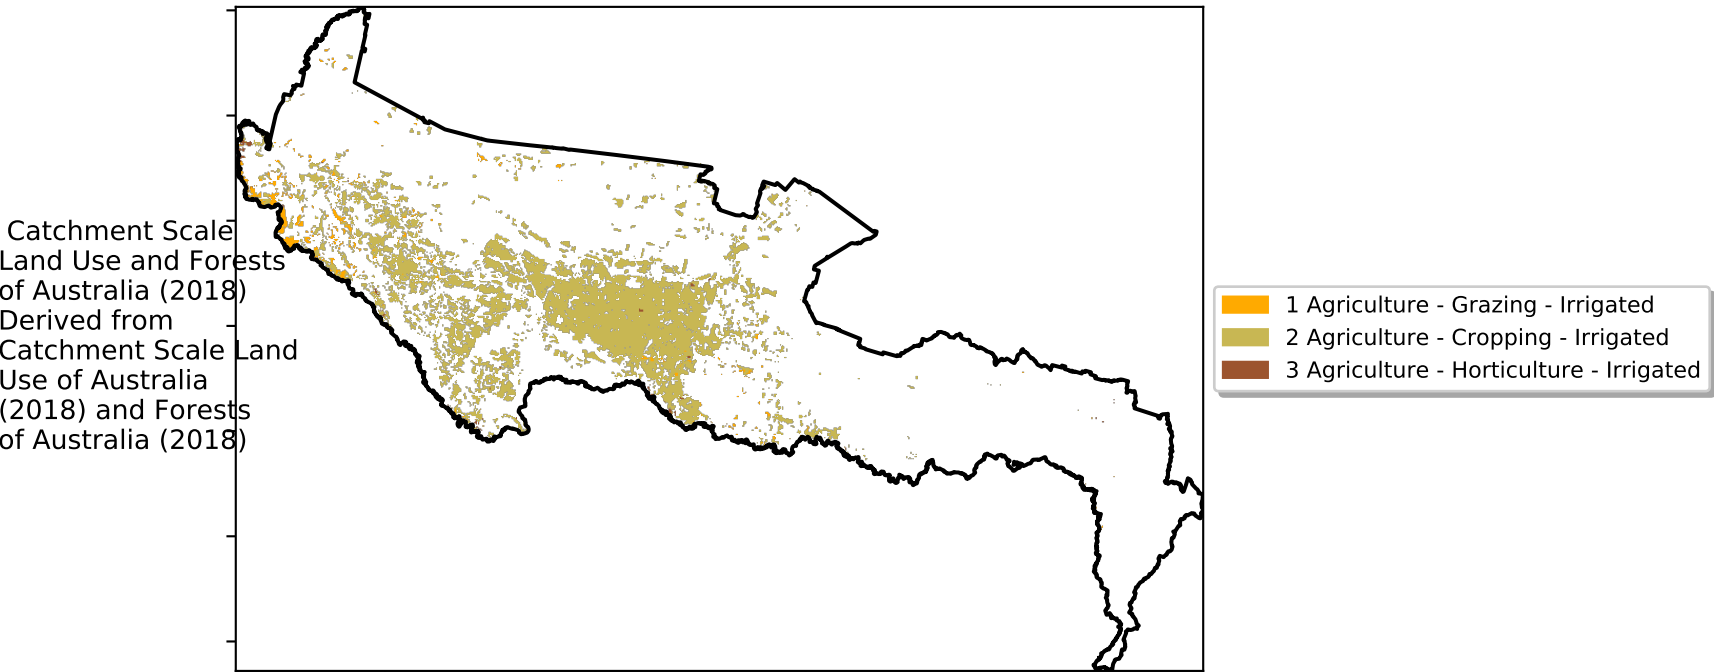 Catchment Scale
Land Use and Forests
of Australia (2018)
Derived from
Catchment Scale Land
Use of Australia
(2018) and Forests
of Australia (2018)
1 Agriculture - Grazing - Irrigated
2 Agriculture - Cropping - Irrigated
3 Agriculture - Horticulture - Irrigated